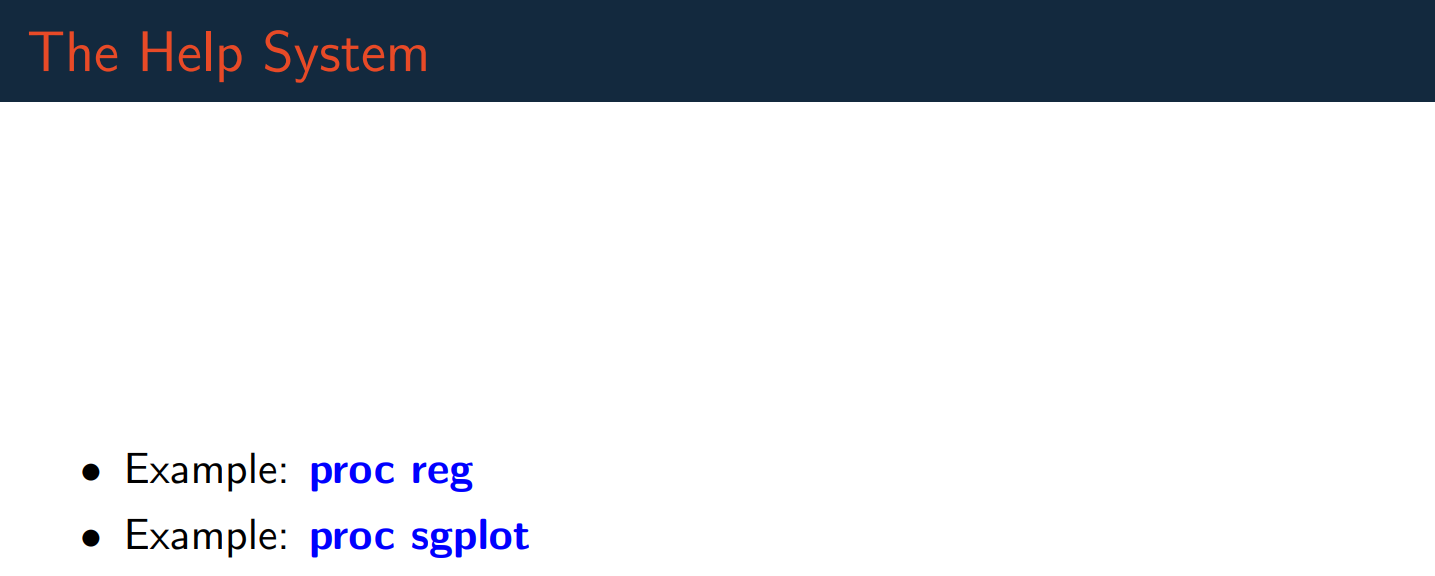 The Help System
• Example: proc reg
• Example: proc sgplot